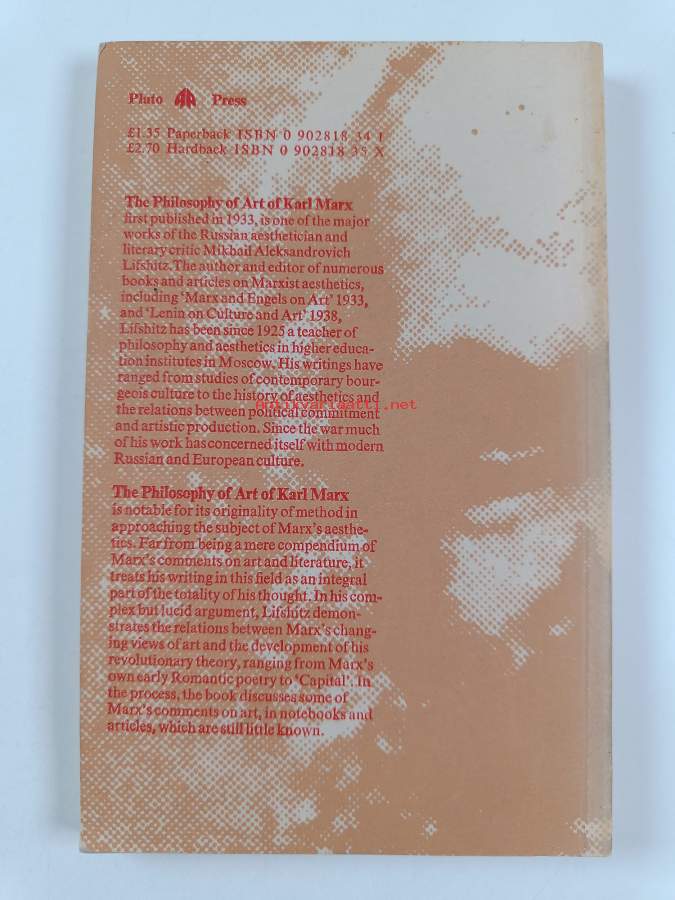 Pluto Press
£1.35 Paperback ISBN 0 902818 34 1
£2.70 Hardback ISBN 0 902818 35 X
The Philosophy of Art of Karl Marx
first published in 1933, is one of the major
works of the Russian aesthetician and
literary critic Mikhail Aleksandrovich
Lifshitz. The author and editor of numerous
books and articles on Marxist aesthetics,
including ‘Marx and Engels on Art’ 1933,
and ‘Lenin on Culture and Art’ 1938,
Lifshitz has been since 1925 a teacher of
philosophy and aesthetics in higher educa-
tion institutes in Moscow. His writings have
ranged from studies of contemporary bour-
geois culture to the history of aesthetics and
the relations between political commitment
and artistic production. Since the war much
of his work has concerned itself with modern
Russian and European culture.
The Philosophy of Art of Karl Marx
is notable for its originality of method in
approaching the subject of Marx’s aesthe-
tics. Far from being a mere compendium of
Marx’s comments on art and literature, it
treats his writing in this field as an integral
part of the totality of his thought. In his com-
plex but lucid argument, Lifshitz demon-
strates the relations between Marx’s chang-
ing views of art and the development of his
revolutionary theory, ranging from Marx’s
own early Romantic poetry to ‘Capital’. In
the process, the book discusses some of
Marx’s comments on art, in notebooks and
articles, which are still little known.
antikvariaatti.net